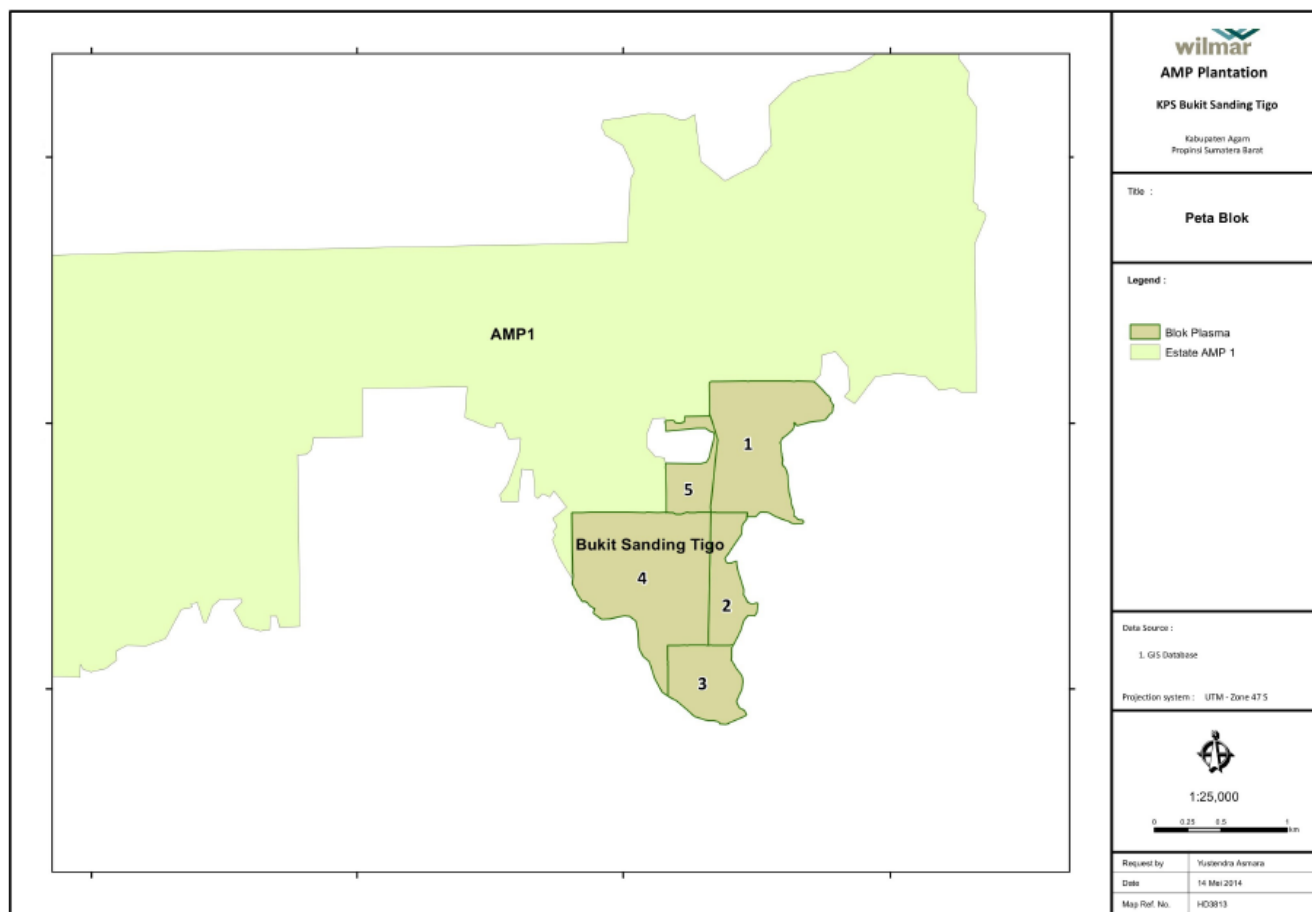 wilmar
AMP Plantation
KPS Bukit Sanding Tigo
Kabupaten Agam
Propinsi Sumatera Barat
Title :
Peta Blok
Legend :
Blok Plasma
Estate AMP 1
Data Source :
1. GIS Database
Projection system : UTM - Zone 47 S
1:25,000
0 0.25 0.5 1
km
Request by Yustendra Asmara
Date 14 Mei 2014
Map Ref. No. HD3813
AMP1
1
5
Bukit Sanding Tigo
4
2
3